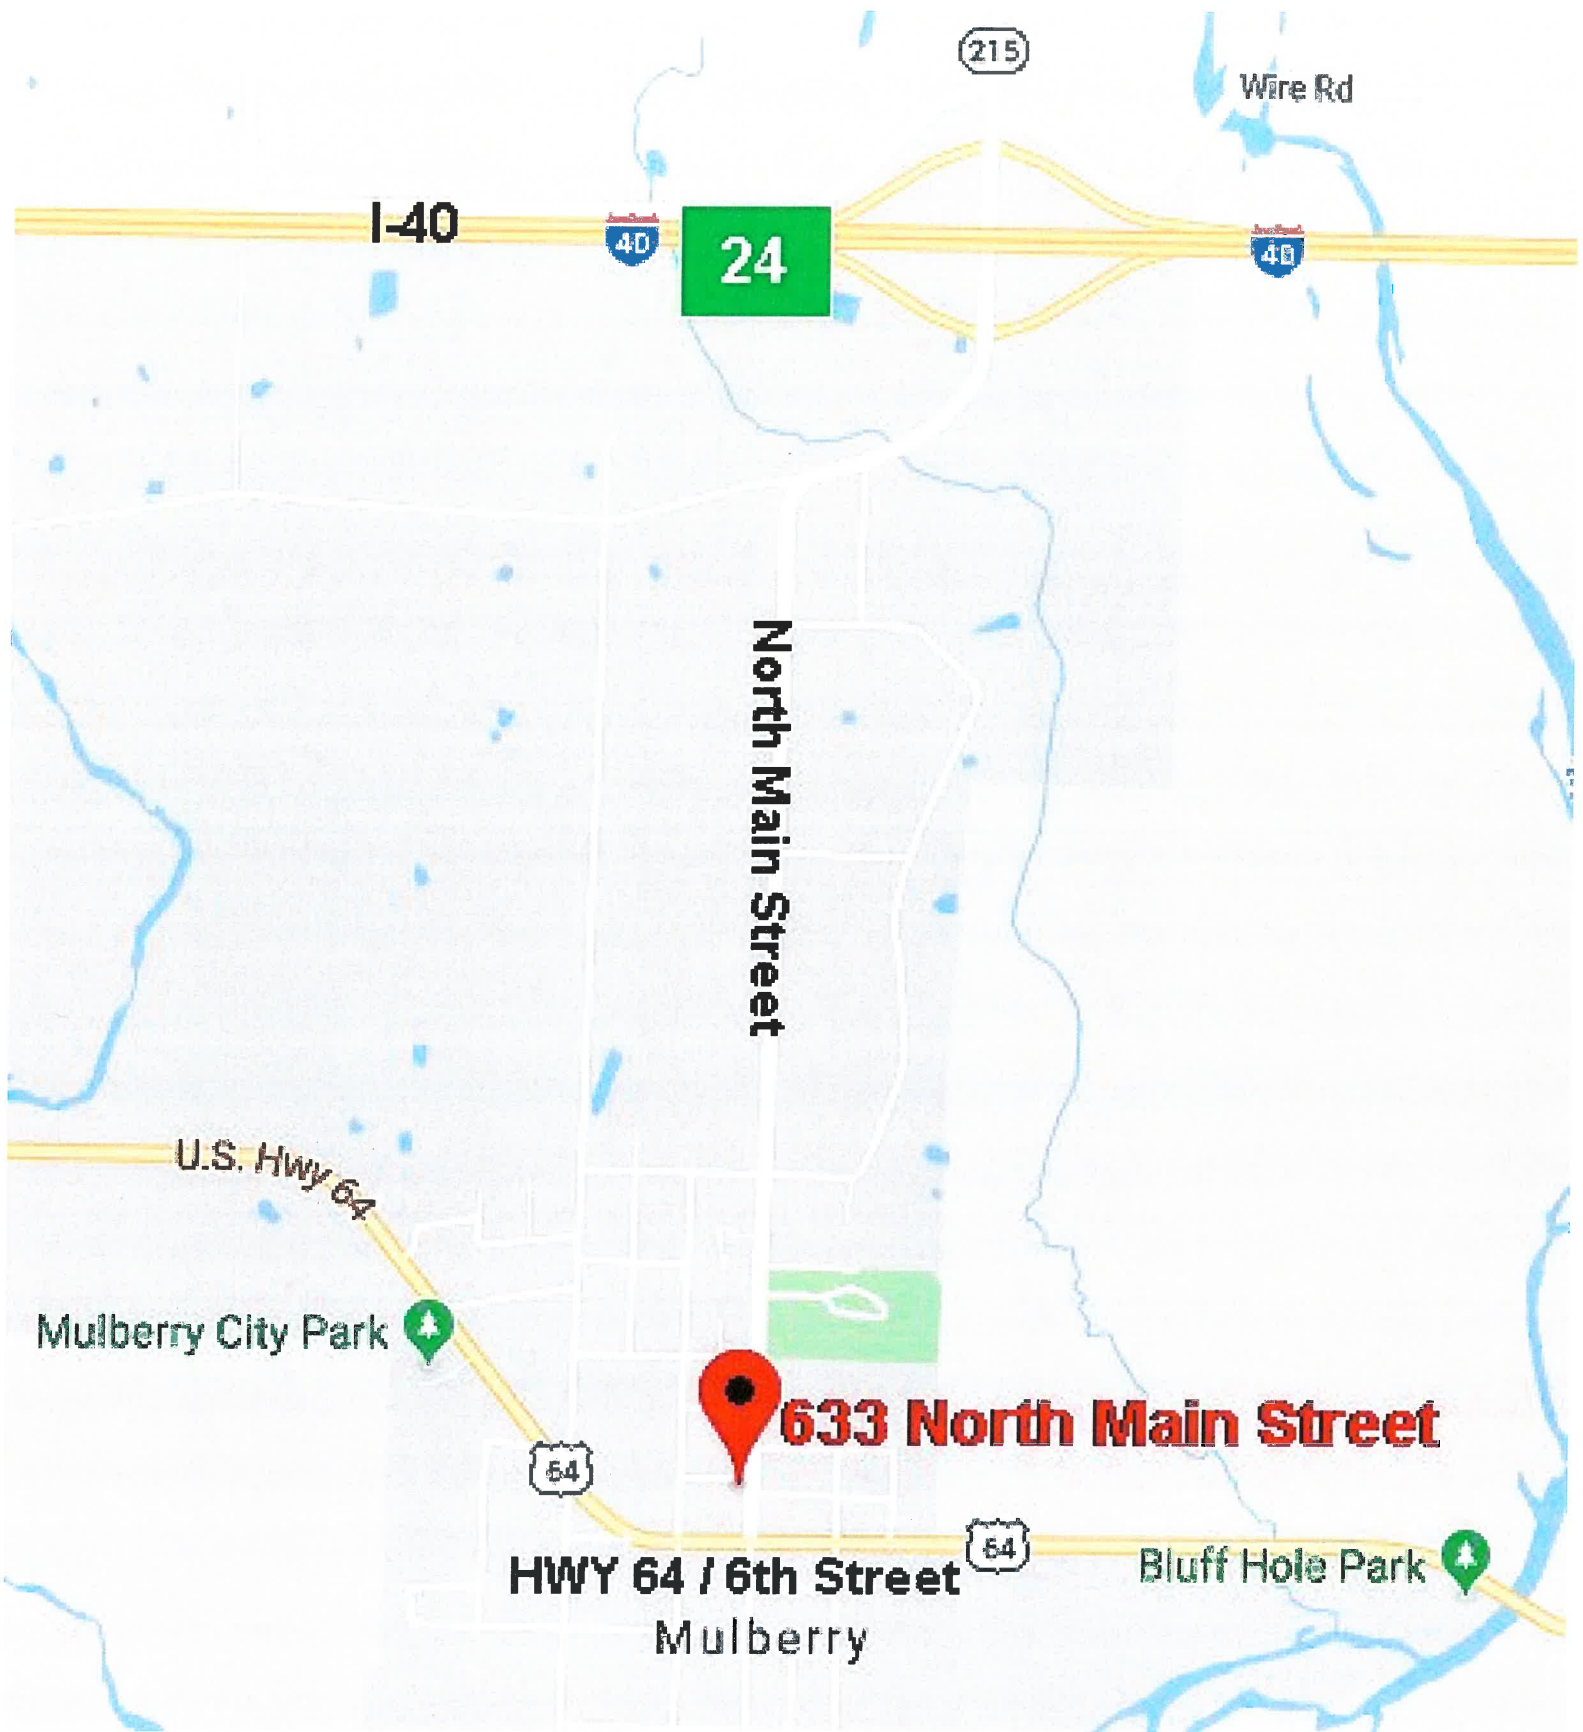 215
Wire Rd
I-40
40
24
40
North Main Street
U.S. Hwy 64
Mulberry City Park
633 North Main Street
64
64
HWY 64 / 6th Street
Bluff Hole Park
Mulberry